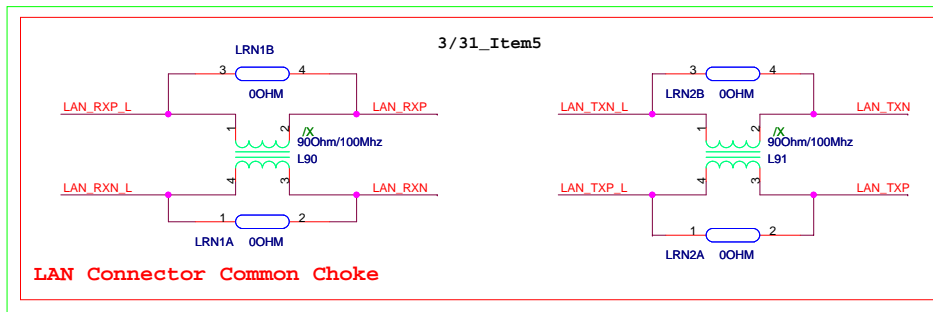 3/31_Item5
LRN1B
3 4
0OHM
LAN_RXP_L
LAN_RXP
1
2
/X
90Ohm/100Mhz
L90
4
3
LAN_RXN_L
LAN_RXN
1 2
LRN1A 0OHM
3 4
LRN2B 0OHM
LAN_TXN_L
LAN_TXN
1
2
/X
90Ohm/100Mhz
L91
4
3
LAN_TXP_L
LAN_TXP
1 2
LRN2A 0OHM
LAN Connector Common Choke